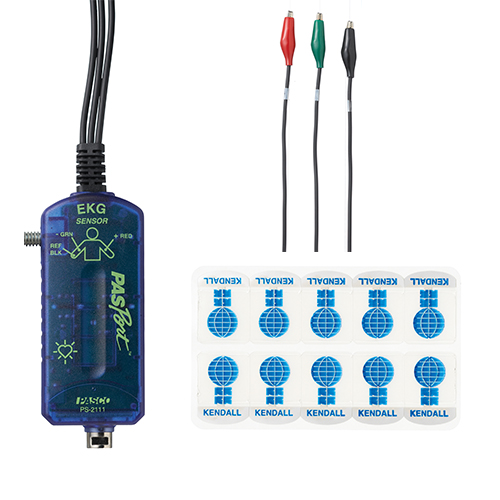 EKG
SENSOR
- GRN
+ RED
REF
BLK
PASPort
PASCO
PS-2111
KENDALL KENDALL KENDALL KENDALL KENDALL
KENDALL KENDALL KENDALL KENDALL KENDALL